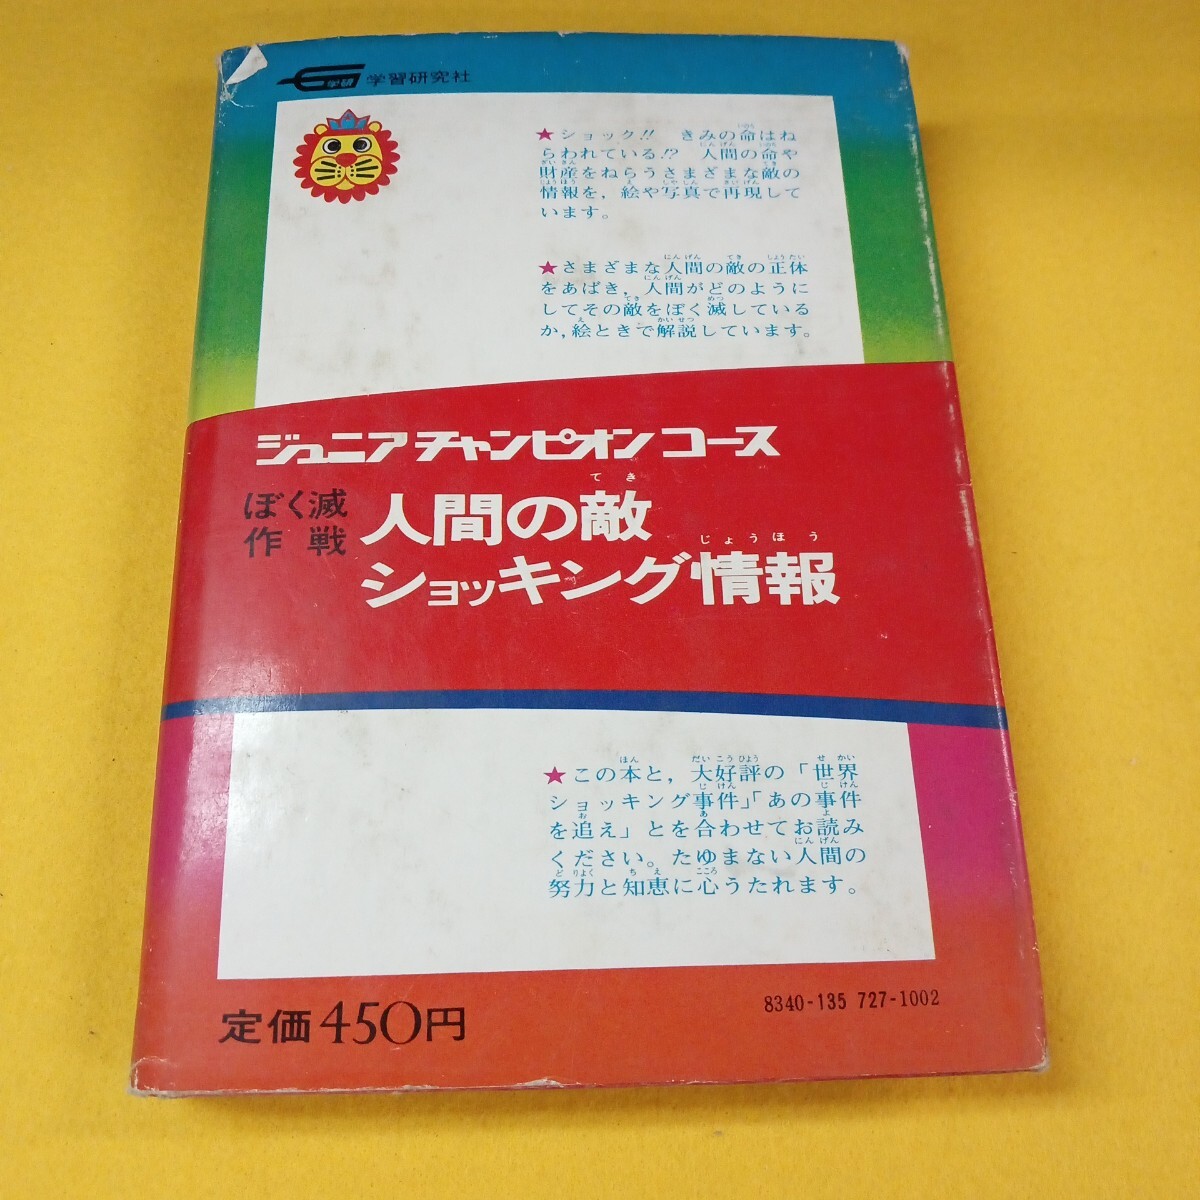 G学研 学習研究社
★ショック!! きみの命はね
らわれている!? 人間の命や
財産をねらうさまざまな敵の
情報を，絵や写真で再現して
います。
★さまざまな人間の敵の正体
をあばき，人間がどのように
してその敵をぼく滅している
か，絵ときで解説しています。
ジュニアチャンピオンコース
ぼく滅
作戦
人間の敵
ショッキング情報
★この本と，大好評の「世界
ショッキング事件」「あの事件
を追え」とを合わせてお読み
ください。たゆまない人間の
努力と知恵に心うたれます。
8340-135 727-1002
定価450円